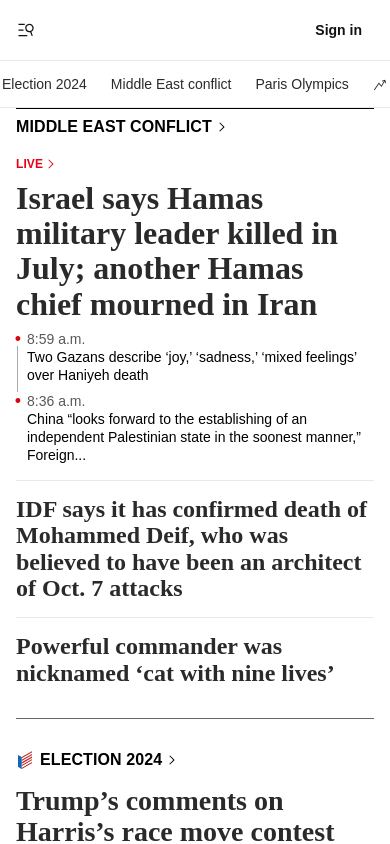 Sign in
Election 2024 Middle East conflict Paris Olympics
MIDDLE EAST CONFLICT
LIVE
Israel says Hamas
military leader killed in
July; another Hamas
chief mourned in Iran
8:59 a.m.
Two Gazans describe ‘joy,’ ‘sadness,’ ‘mixed feelings’
over Haniyeh death
8:36 a.m.
China “looks forward to the establishing of an
independent Palestinian state in the soonest manner,”
Foreign...
IDF says it has confirmed death of
Mohammed Deif, who was
believed to have been an architect
of Oct. 7 attacks
Powerful commander was
nicknamed ‘cat with nine lives’
ELECTION 2024
Trump’s comments on
Harris’s race move contest